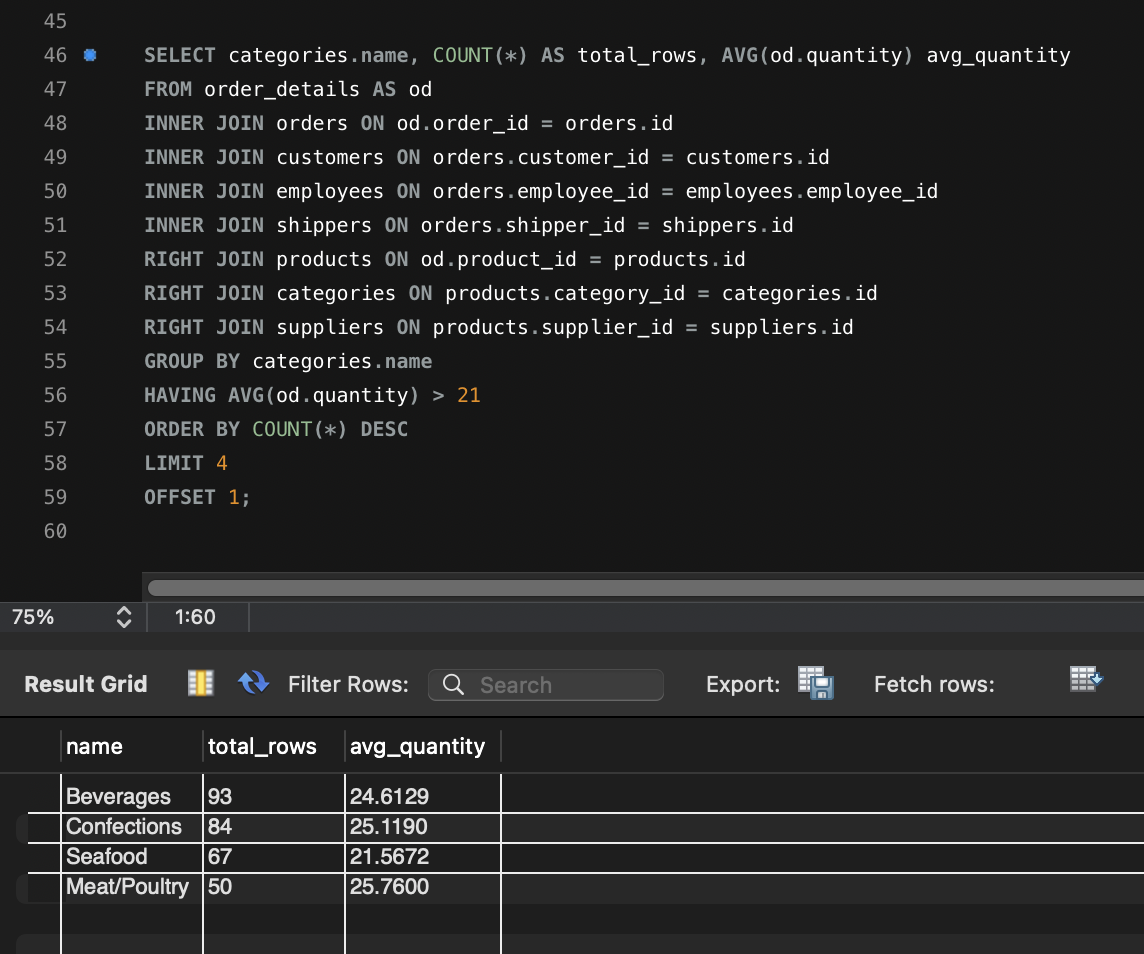 45
46 SELECT categories.name, COUNT(*) AS total_rows, AVG(od.quantity) avg_quantity
47 FROM order_details AS od
48 INNER JOIN orders ON od.order_id = orders.id
49 INNER JOIN customers ON orders.customer_id = customers.id
50 INNER JOIN employees ON orders.employee_id = employees.employee_id
51 INNER JOIN shippers ON orders.shipper_id = shippers.id
52 RIGHT JOIN products ON od.product_id = products.id
53 RIGHT JOIN categories ON products.category_id = categories.id
54 RIGHT JOIN suppliers ON products.supplier_id = suppliers.id
55 GROUP BY categories.name
56 HAVING AVG(od.quantity) > 21
57 ORDER BY COUNT(*) DESC
58 LIMIT 4
59 OFFSET 1;
60
75% 1:60
Result Grid Filter Rows: Search Export: Fetch rows:
name total_rows avg_quantity
Beverages 93 24.6129
Confections 84 25.1190
Seafood 67 21.5672
Meat/Poultry 50 25.7600